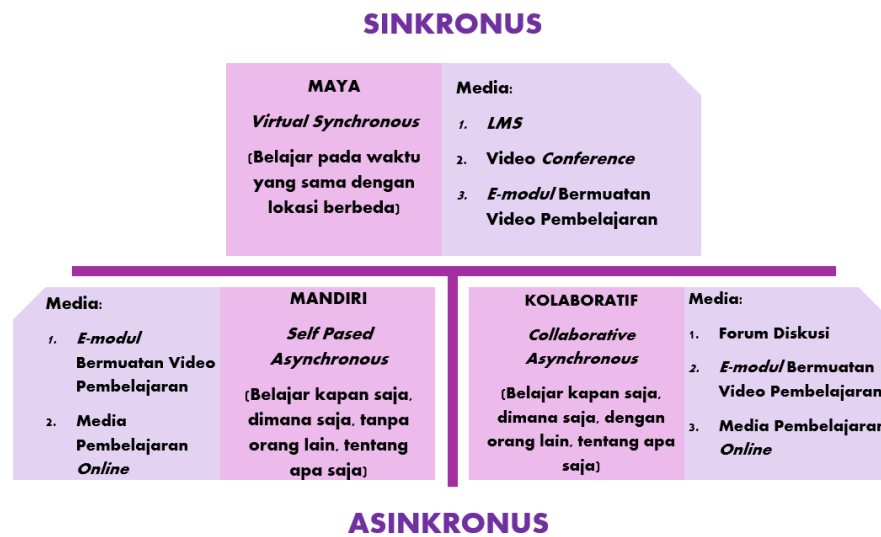 SINKRONUS
MAYA
Virtual Synchronous
(Belajar pada waktu
yang sama dengan
lokasi berbeda)
Media:
1. LMS
2. Video Conference
3. E-modul Bermuatan
Video Pembelajaran
Media:
1. E-modul
Bermuatan Video
Pembelajaran
2. Media
Pembelajaran
Online
MANDIRI
Self Pased
Asynchronous
(Belajar kapan saja,
dimana saja, tanpa
orang lain, tentang
apa saja)
KOLABORATIF
Collaborative
Asynchronous
(Belajar kapan saja,
dimana saja, dengan
orang lain, tentang apa
saja)
Media:
1. Forum Diskusi
2. E-modul Bermuatan
Video Pembelajaran
3. Media Pembelajaran
Online
ASINKRONUS